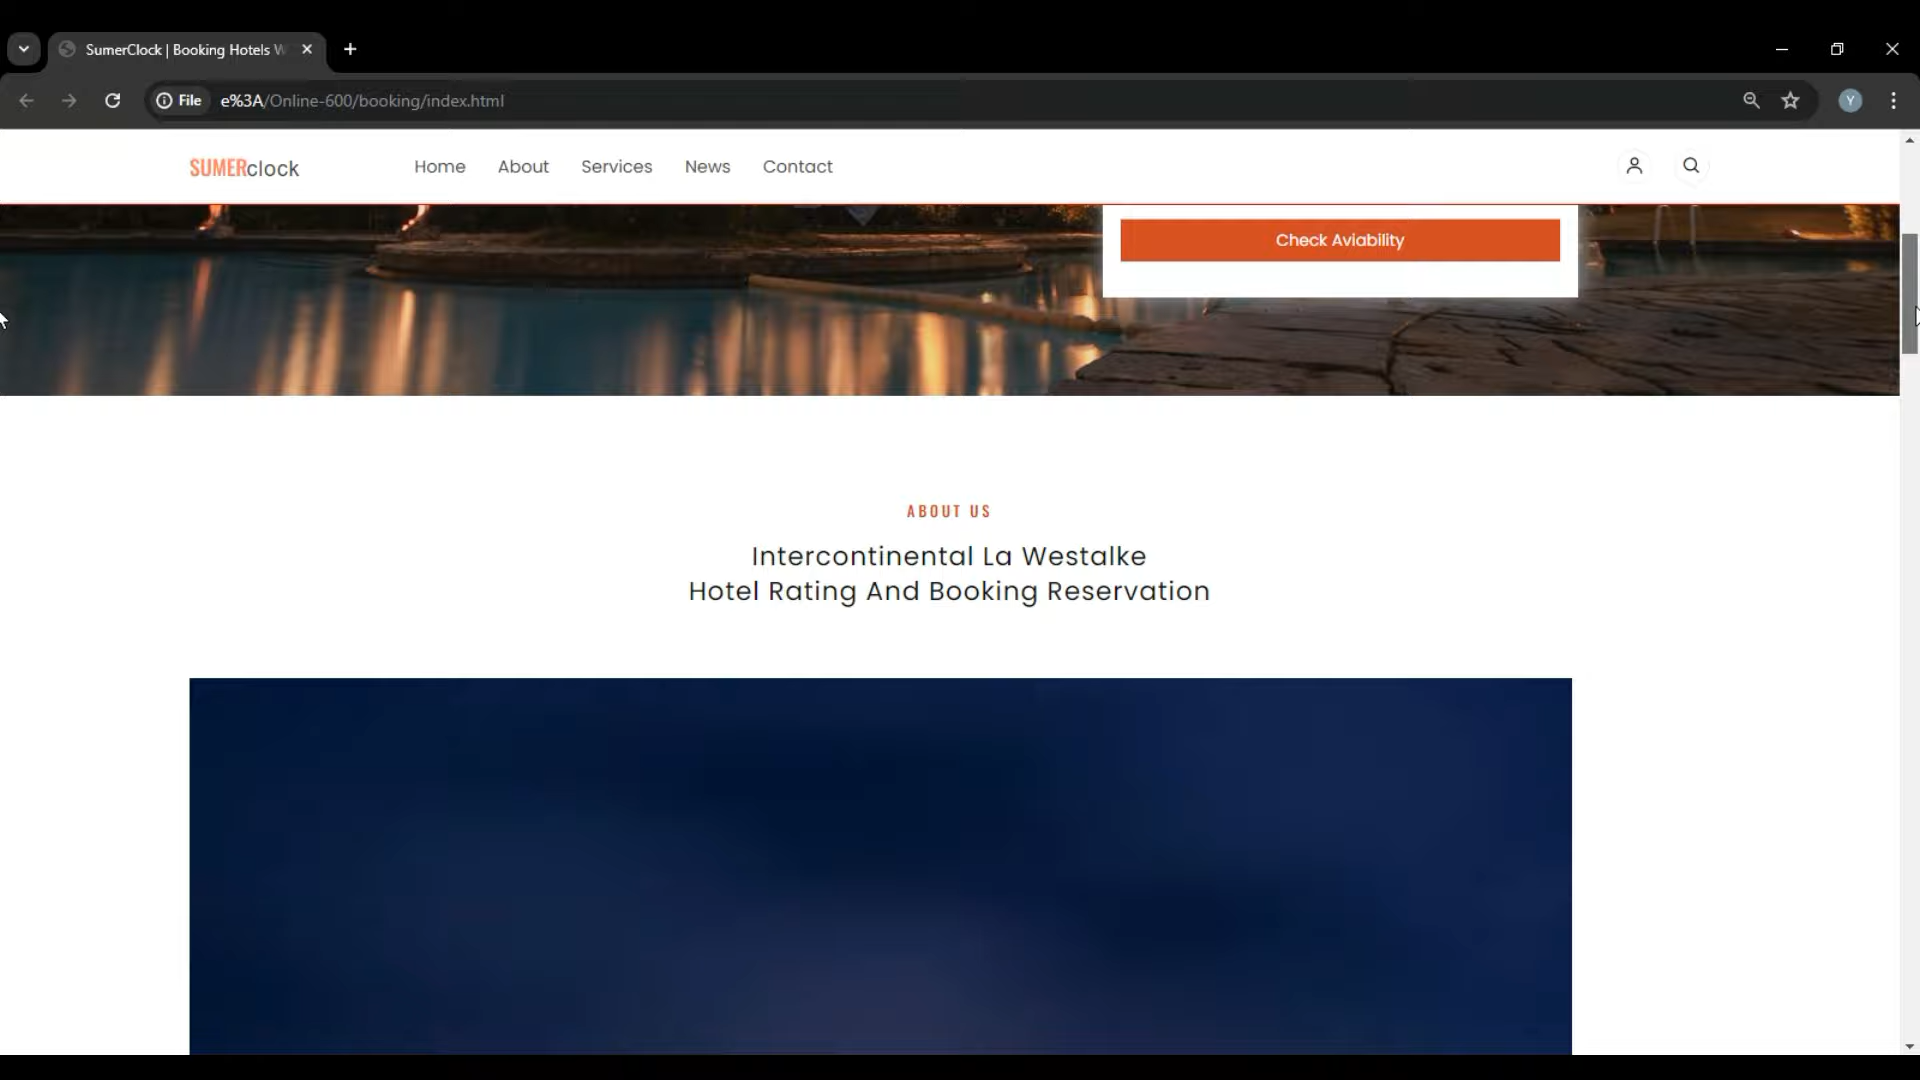 SumerClock | Booking Hotels W
File e%3A/Online-600/booking/index.html
Y
SUMERclock Home About Services News Contact
Check Aviability
ABOUT US
Intercontinental La Westalke
Hotel Rating And Booking Reservation